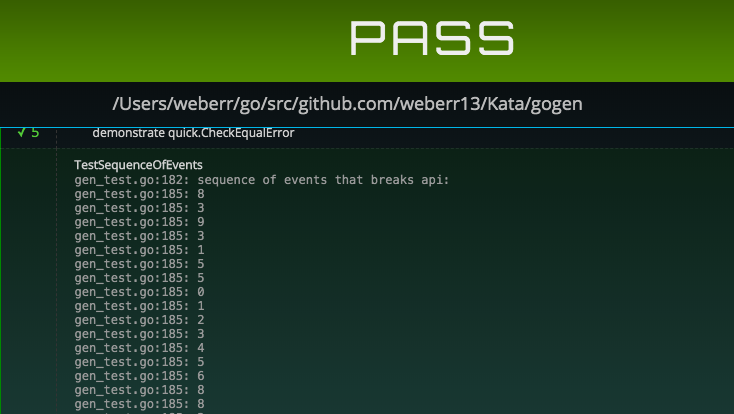 PASS
/Users/weberr/go/src/github.com/weberr13/Kata/gogen
✓ 5 demonstrate quick.CheckEqualError
TestSequenceOfEvents
gen_test.go:182: sequence of events that breaks api:
gen_test.go:185: 8
gen_test.go:185: 3
gen_test.go:185: 9
gen_test.go:185: 3
gen_test.go:185: 1
gen_test.go:185: 5
gen_test.go:185: 5
gen_test.go:185: 0
gen_test.go:185: 1
gen_test.go:185: 2
gen_test.go:185: 3
gen_test.go:185: 4
gen_test.go:185: 5
gen_test.go:185: 6
gen_test.go:185: 8
gen_test.go:185: 8